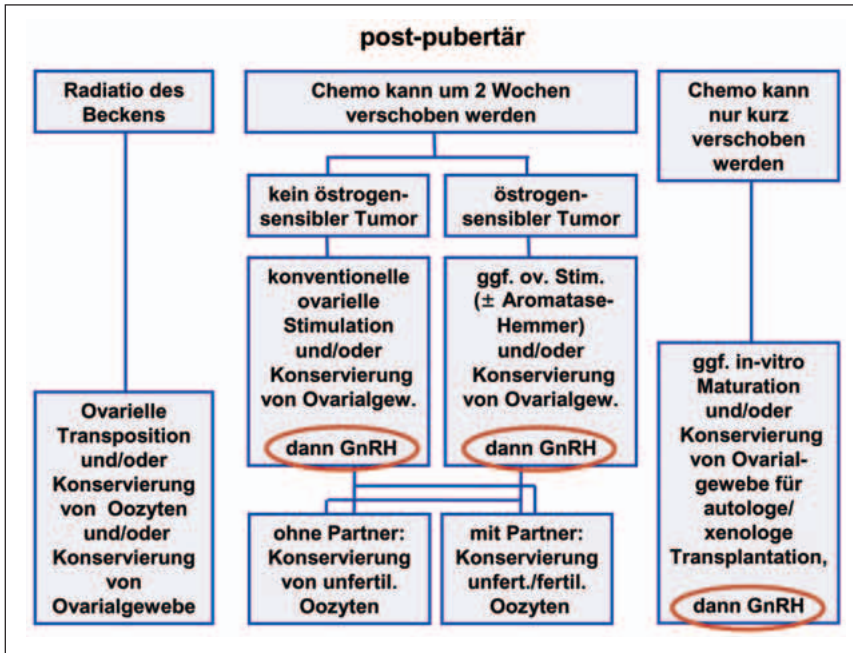 post-pubertär
Radiatio des
Beckens
Chemo kann um 2 Wochen
verschoben werden
Chemo kann
nur kurz
verschoben
werden
kein östrogen-
sensibler Tumor
östrogen-
sensibler Tumor
konventionelle
ovarielle
Stimulation
und/oder
Konservierung
von Ovarialgew.
dann GnRH
ggf. ov. Stim.
(± Aromatase-
Hemmer)
und/oder
Konservierung
von Ovarialgew.
dann GnRH
Ovarielle
Transposition
und/oder
Konservierung
von Oozyten
und/oder
Konservierung
von
Ovarialgewebe
ohne Partner:
Konservierung
von unfertil.
Oozyten
mit Partner:
Konservierung
unfert./fertil.
Oozyten
ggf. in-vitro
Maturation
und/oder
Konservierung
von Ovarial-
gewebe für
autologe/
xenologe
Transplantation,
dann GnRH